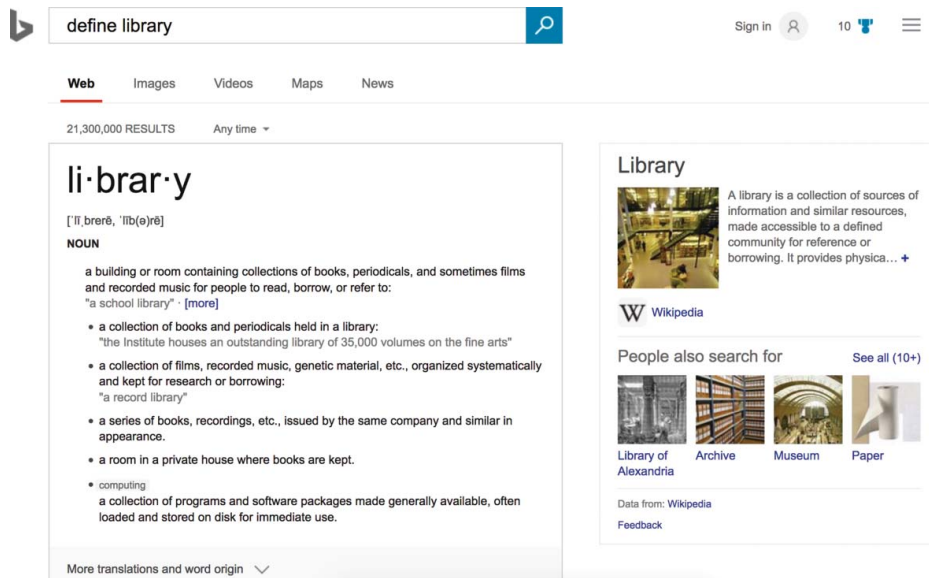 define library
Sign in
10
Web Images Videos Maps News
21,300,000 RESULTS Any time
li·brar·y
[ˈlīˌbrerē, ˈlīb(ə)rē]
NOUN
a building or room containing collections of books, periodicals, and sometimes films
and recorded music for people to read, borrow, or refer to:
"a school library" · [more]
• a collection of books and periodicals held in a library:
"the Institute houses an outstanding library of 35,000 volumes on the fine arts"
• a collection of films, recorded music, genetic material, etc., organized systematically
and kept for research or borrowing:
"a record library"
• a series of books, recordings, etc., issued by the same company and similar in
appearance.
• a room in a private house where books are kept.
• computing
a collection of programs and software packages made generally available, often
loaded and stored on disk for immediate use.
More translations and word origin
Library
A library is a collection of sources of
information and similar resources,
made accessible to a defined
community for reference or
borrowing. It provides physica... +
W Wikipedia
People also search for See all (10+)
Library of
Alexandria
Archive
Museum
Paper
Data from: Wikipedia
Feedback